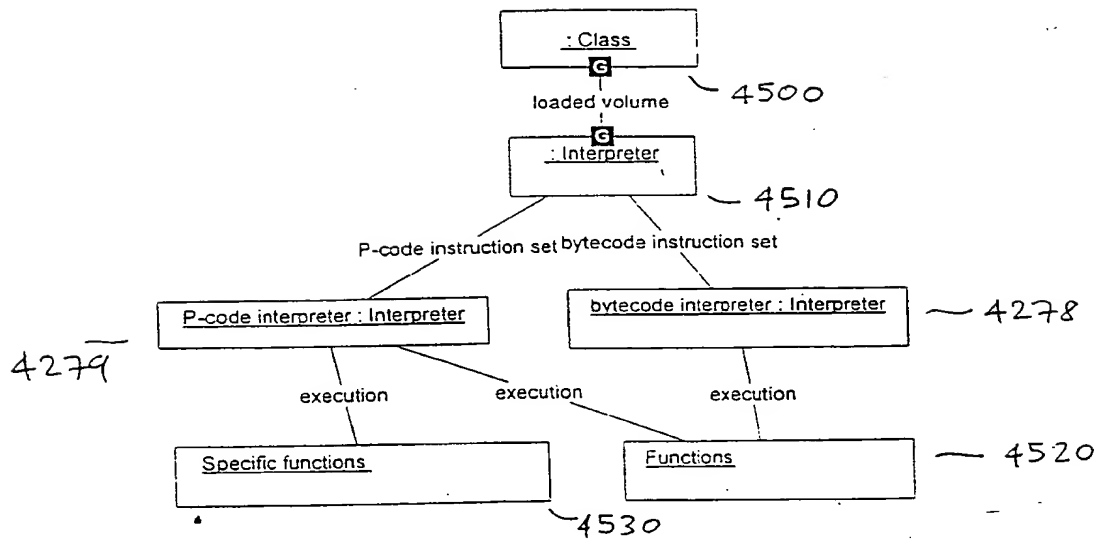 : Class
G
4500
loaded volume
G
: Interpreter
4510
P-code instruction set bytecode instruction set
P-code interpreter : Interpreter
bytecode interpreter : Interpreter
4278
4279
execution
execution
execution
Specific functions
Functions
4520
4530